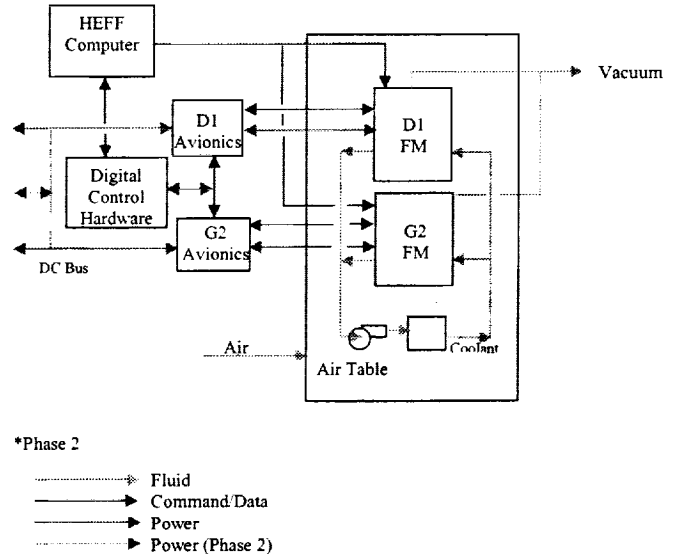 HEFF
Computer
Vacuum
D1
Avionics
D1
FM
Digital
Control
Hardware
G2
Avionics
G2
FM
DC Bus
Air
Coolant
Air Table
*Phase 2
Fluid
Command/Data
Power
Power (Phase 2)